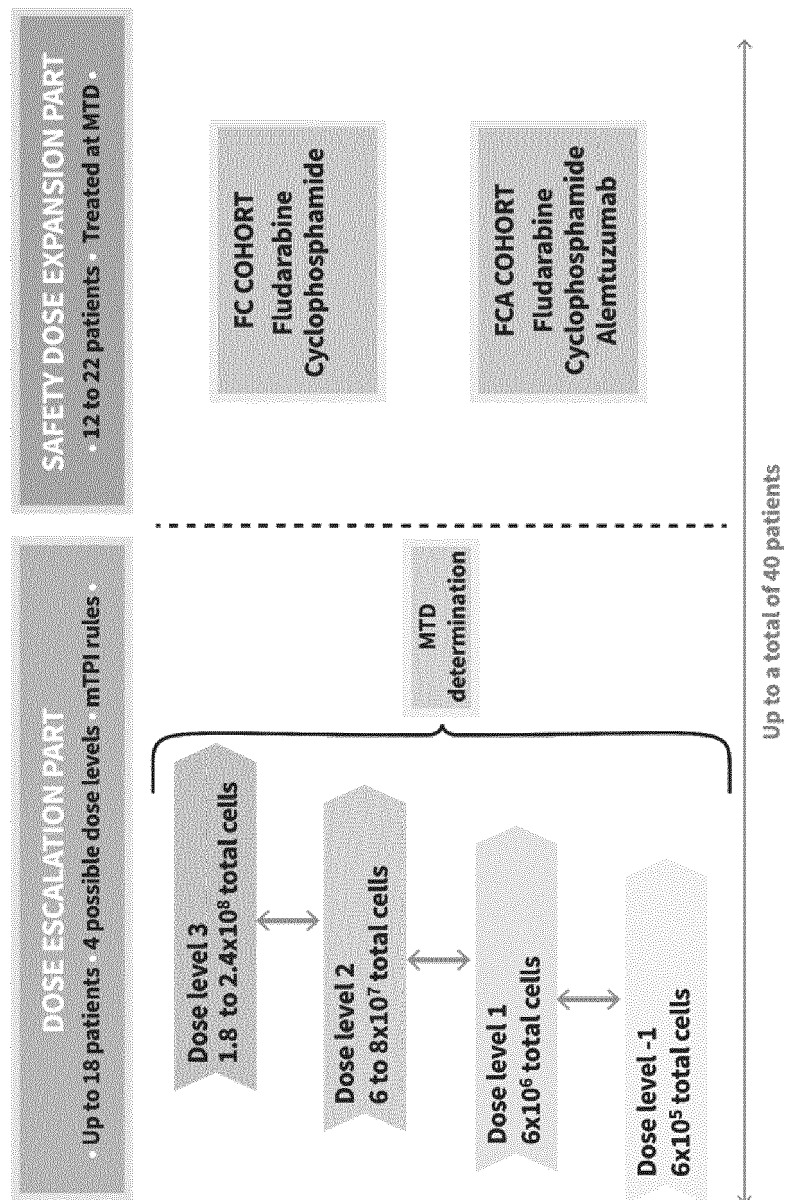 DOSE ESCALATION PART
• Up to 18 patients • 4 possible dose levels • mTPI rules •
SAFETY DOSE EXPANSION PART
• 12 to 22 patients • Treated at MTD •
Dose level 3
1.8 to 2.4x10⁸ total cells
Dose level 2
6 to 8x10⁷ total cells
Dose level 1
6x10⁶ total cells
Dose level -1
6x10⁵ total cells
MTD
determination
FC COHORT
Fludarabine
Cyclophosphamide
FCA COHORT
Fludarabine
Cyclophosphamide
Alemtuzumab
Up to a total of 40 patients